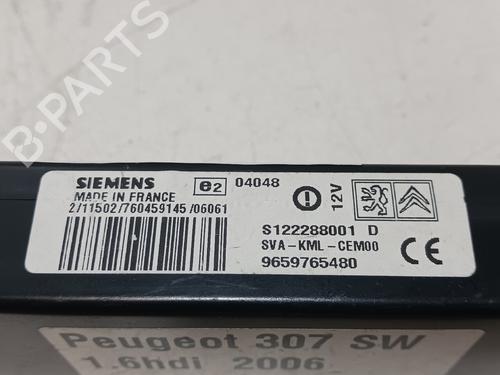 B-PARTS
SIEMENS
MADE IN FRANCE
2/11502/760459145/06061
e2 04048
12V
S122288001 D
SVA-KML-CEM00
9659765480
CE
Peugeot 307 SW
1.6hdi 2006